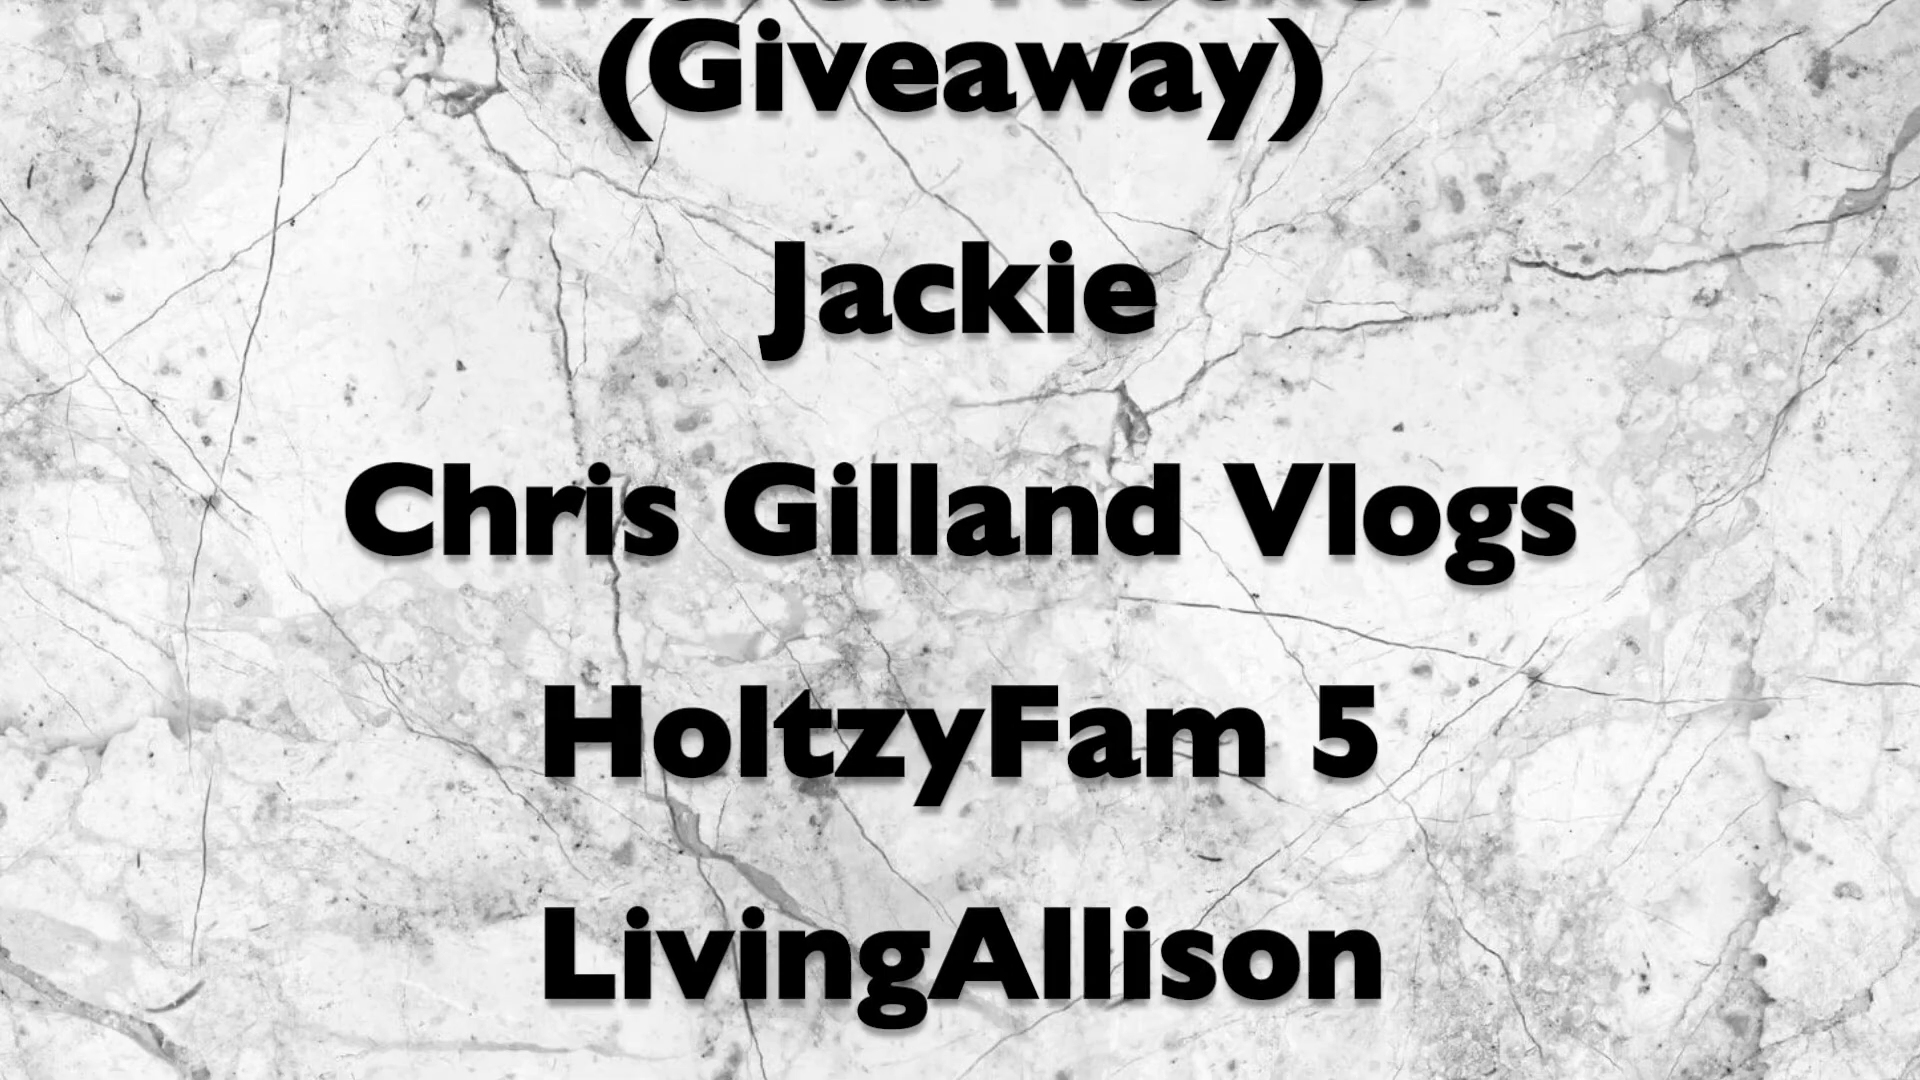 (Giveaway)
Jackie
Chris Gilland Vlogs
HoltzyFam 5
LivingAllison